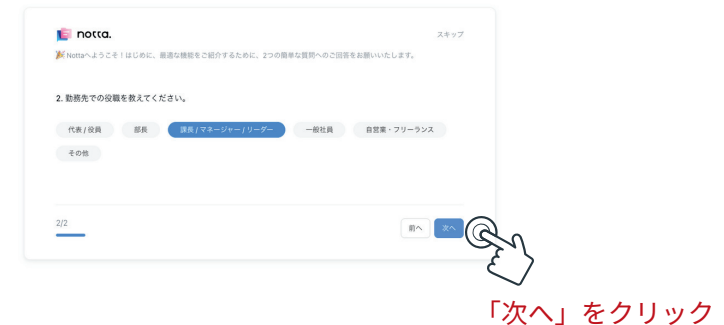 notta.
スキップ
🎉 Nottaへようこそ！はじめに、最適な機能をご紹介するために、2つの簡単な質問へのご回答をお願いいたします。
2. 勤務先での役職を教えてください。
代表 / 役員 部長 課長 / マネージャー / リーダー 一般社員 自営業・フリーランス
その他
2/2
前へ 次へ
「次へ」をクリック